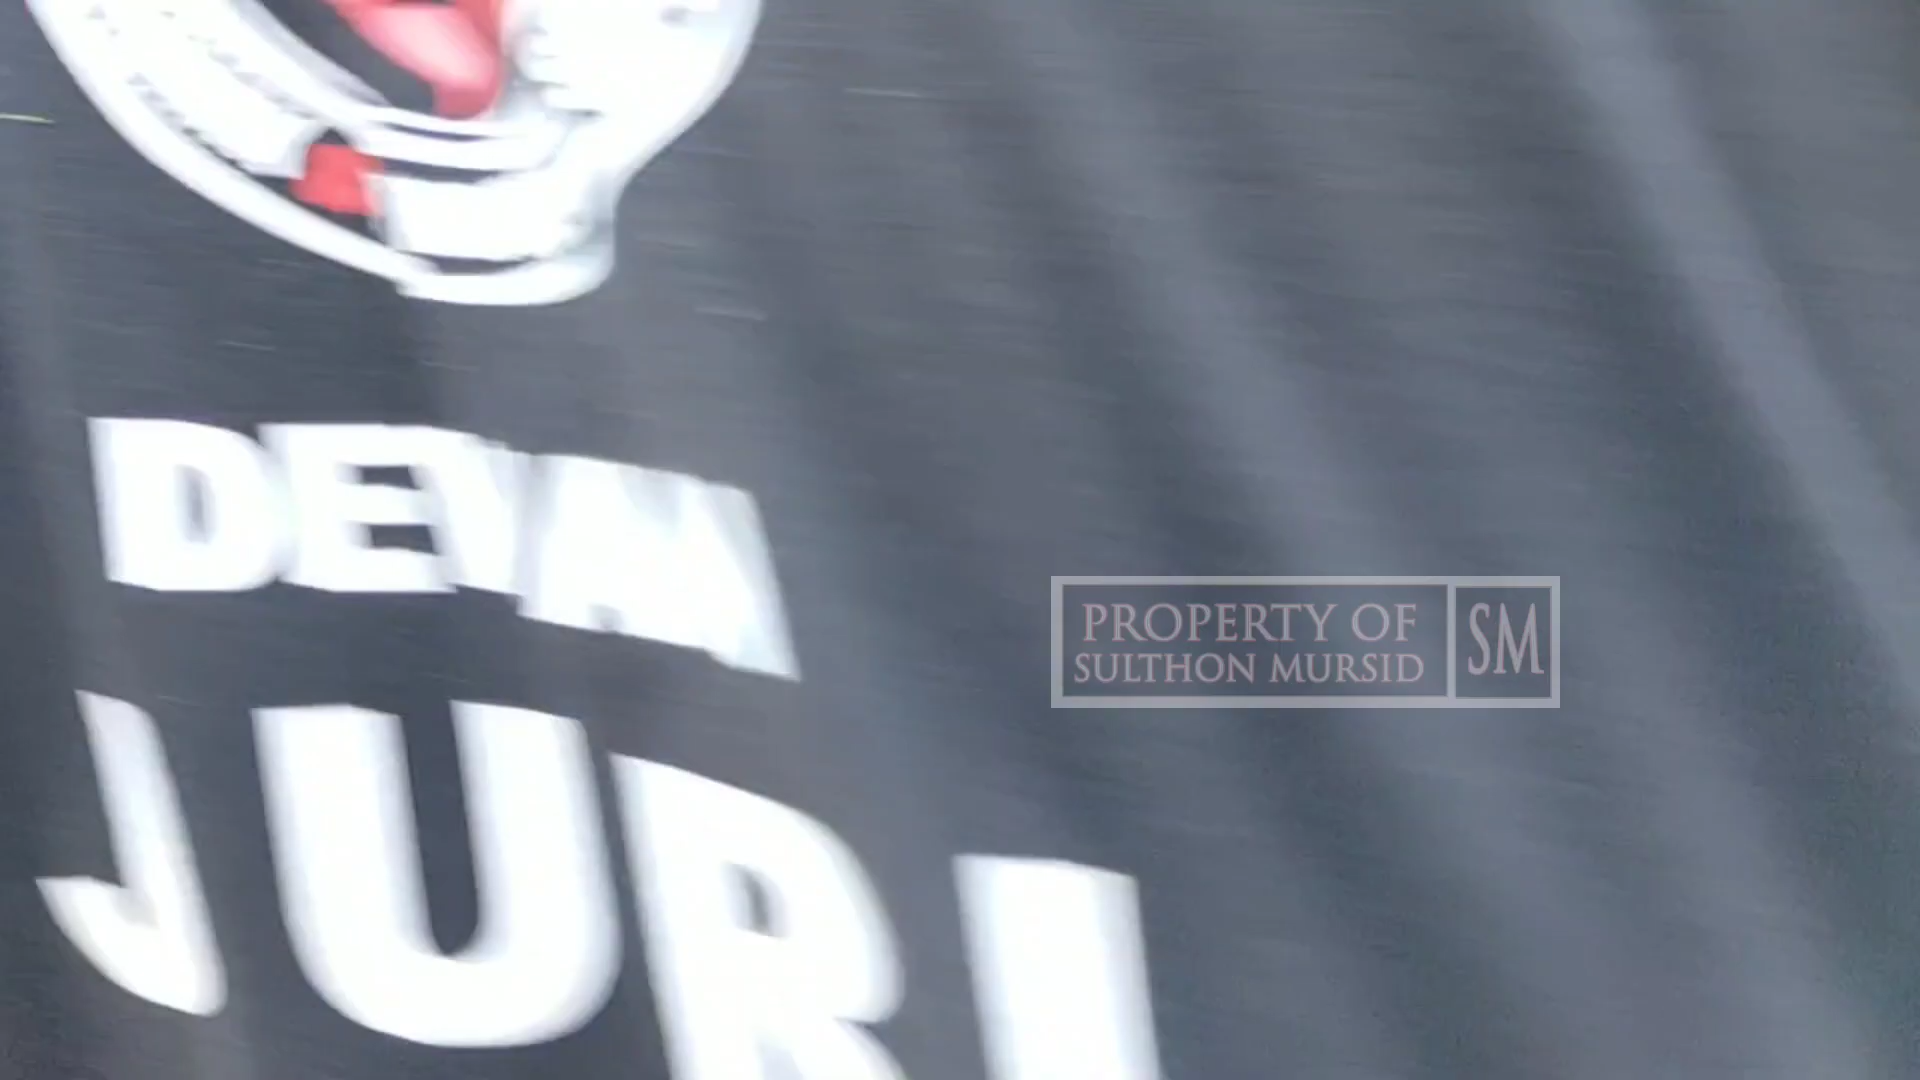 DEWAN
JURI
PROPERTY OF
SULTHON MURSID
SM